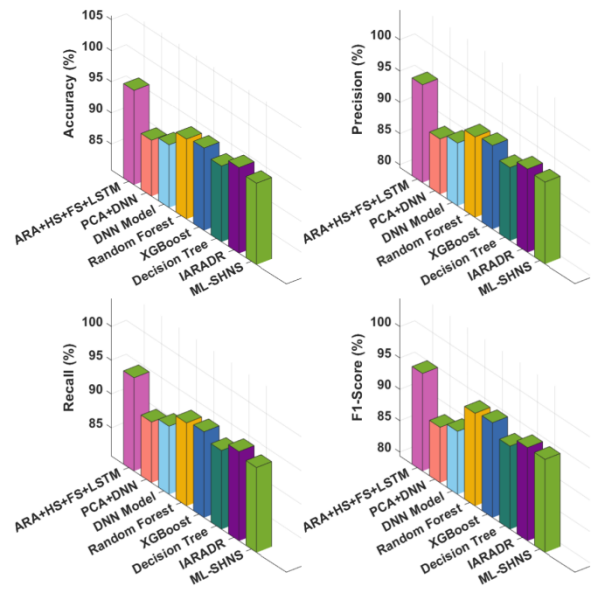 105
100
95
90
85
Accuracy (%)
ARA+HS+FS+LSTM
PCA+DNN
DNN Model
Random Forest
XGBoost
Decision Tree
IARADR
ML-SHNS
100
95
90
85
80
Precision (%)
ARA+HS+FS+LSTM
PCA+DNN
DNN Model
Random Forest
XGBoost
Decision Tree
IARADR
ML-SHNS
100
95
90
85
Recall (%)
ARA+HS+FS+LSTM
PCA+DNN
DNN Model
Random Forest
XGBoost
Decision Tree
IARADR
ML-SHNS
100
95
90
85
80
F1-Score (%)
ARA+HS+FS+LSTM
PCA+DNN
DNN Model
Random Forest
XGBoost
Decision Tree
IARADR
ML-SHNS